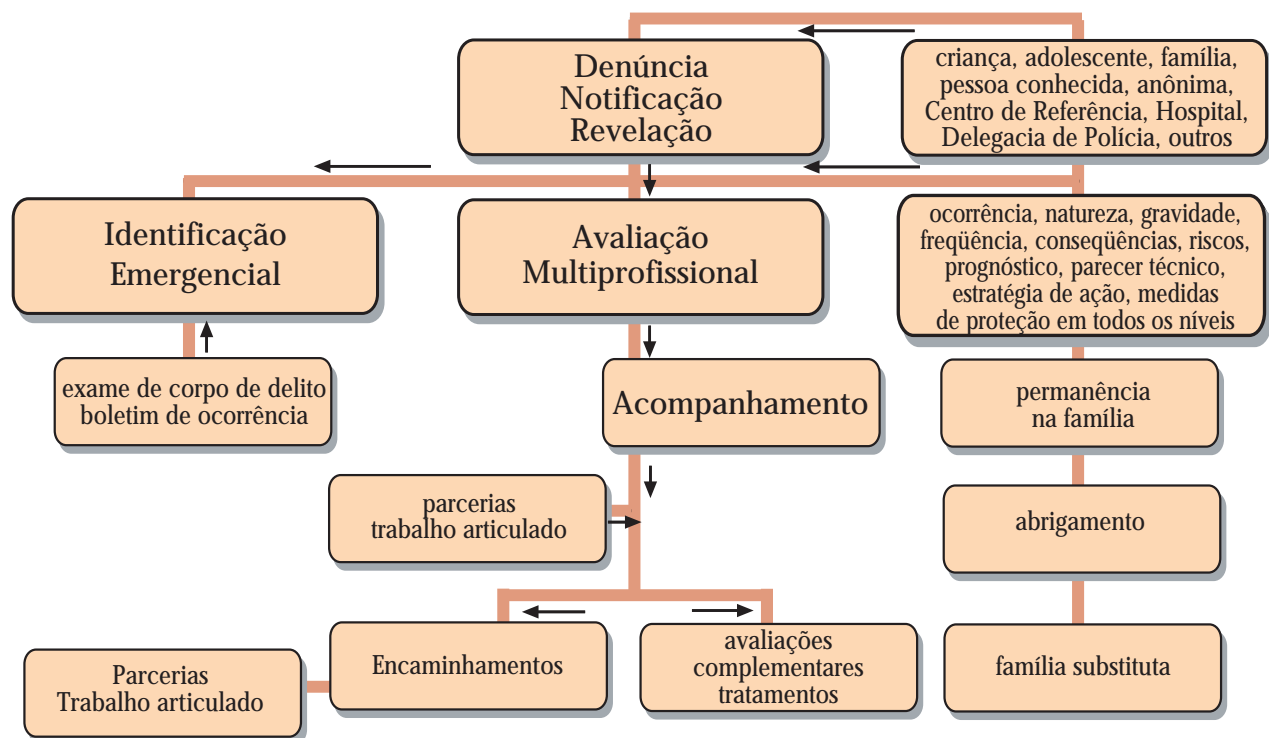 Denúncia
Notificação
Revelação
criança, adolescente, família,
pessoa conhecida, anônima,
Centro de Referência, Hospital,
Delegacia de Polícia, outros
Identificação
Emergencial
Avaliação
Multiprofissional
ocorrência, natureza, gravidade,
freqüência, conseqüências, riscos,
prognóstico, parecer técnico,
estratégia de ação, medidas
de proteção em todos os níveis
exame de corpo de delito
boletim de ocorrência
Acompanhamento
permanência
na família
parcerias
trabalho articulado
abrigamento
Parcerias
Trabalho articulado
Encaminhamentos
avaliações
complementares
tratamentos
família substituta